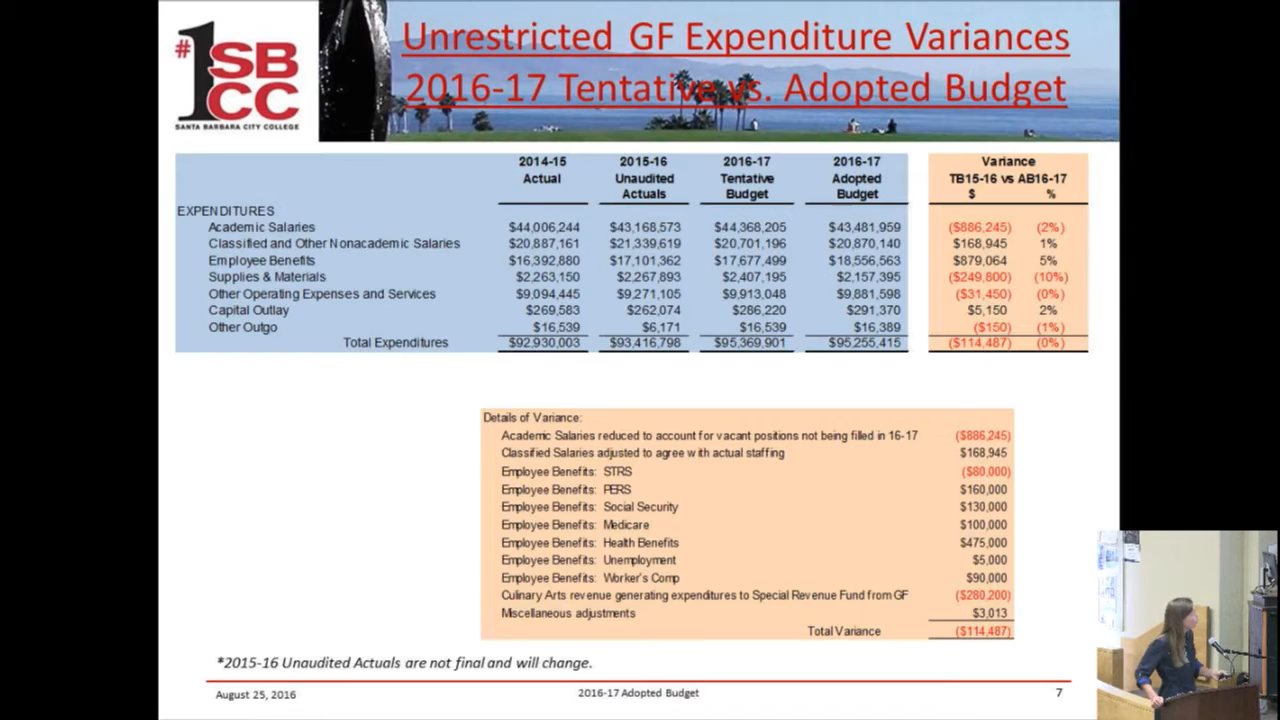 #1 SB
CC
SANTA BARBARA CITY COLLEGE
Unrestricted GF Expenditure Variances
2016-17 Tentative vs. Adopted Budget
2014-15 2015-16 2016-17 2016-17 Variance
Actual Unaudited Tentative Adopted TB15-16 vs AB16-17
Actuals Budget Budget $ %
EXPENDITURES
Academic Salaries $44,006,244 $43,168,573 $44,368,205 $43,481,959 ($886,245) (2%)
Classified and Other Nonacademic Salaries $20,887,161 $21,339,619 $20,701,196 $20,870,140 $168,945 1%
Employee Benefits $16,392,880 $17,101,362 $17,677,499 $18,556,563 $879,064 5%
Supplies & Materials $2,263,150 $2,267,893 $2,407,195 $2,157,395 ($249,800) (10%)
Other Operating Expenses and Services $9,094,445 $9,271,105 $9,913,048 $9,881,598 ($31,450) (0%)
Capital Outlay $269,583 $262,074 $286,220 $291,370 $5,150 2%
Other Outgo $16,539 $6,171 $16,539 $16,389 ($150) (1%)
Total Expenditures $92,930,003 $93,416,798 $95,369,901 $95,255,415 ($114,487) (0%)
Details of Variance:
Academic Salaries reduced to account for vacant positions not being filled in 16-17 ($886,245)
Classified Salaries adjusted to agree with actual staffing $168,945
Employee Benefits: STRS ($80,000)
Employee Benefits: PERS $160,000
Employee Benefits: Social Security $130,000
Employee Benefits: Medicare $100,000
Employee Benefits: Health Benefits $475,000
Employee Benefits: Unemployment $5,000
Employee Benefits: Worker's Comp $90,000
Culinary Arts revenue generating expenditures to Special Revenue Fund from GF ($280,200)
Miscellaneous adjustments $3,013
Total Variance ($114,487)
*2015-16 Unaudited Actuals are not final and will change.
August 25, 2016 2016-17 Adopted Budget 7